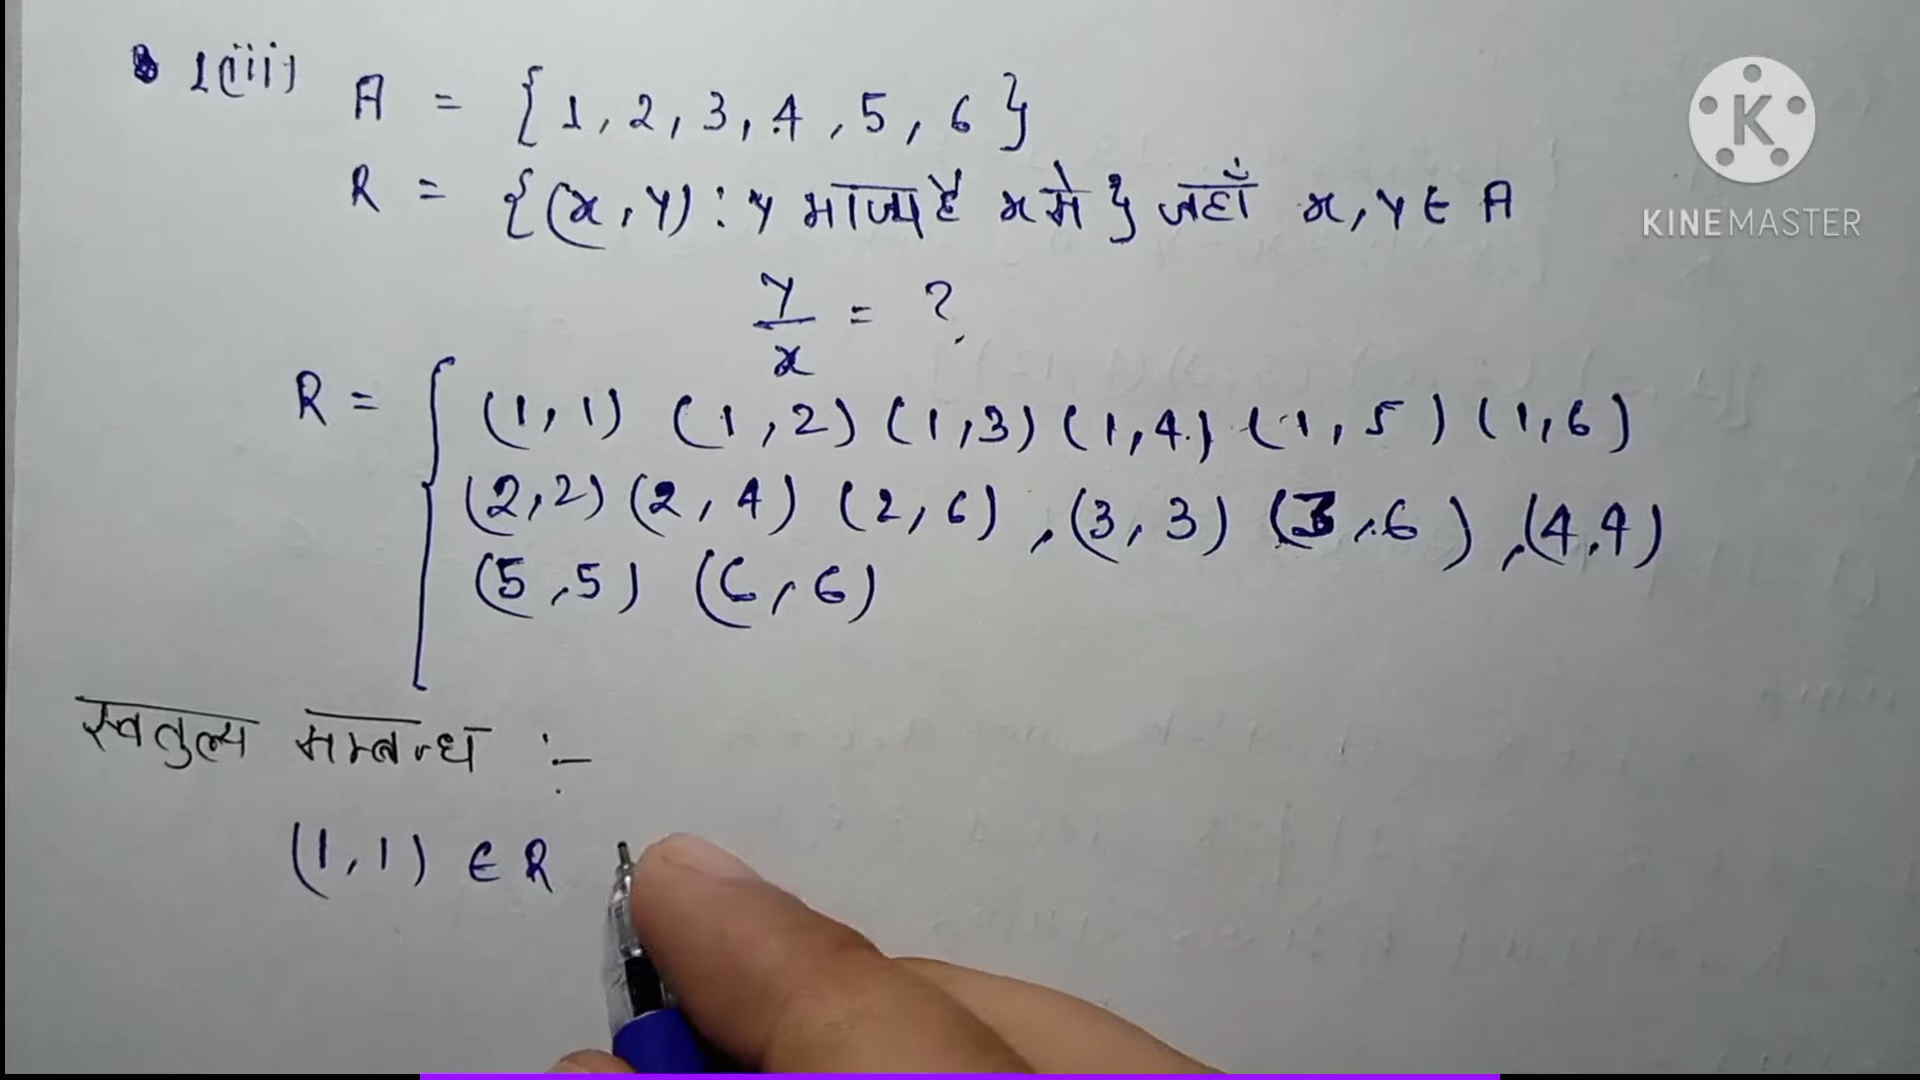 1(iii) A = {1, 2, 3, 4, 5, 6}
R = {(x, y) : y भाज्य है x से} जहाँ x, y ∈ A
y/x = ?
R = { (1,1) (1,2) (1,3) (1,4) (1,5) (1,6)
(2,2) (2,4) (2,6) , (3,3) (3,6) , (4,4)
(5,5) (6,6)
स्वतुल्य सम्बन्ध :-
(1,1) ∈ R
K
KINEMASTER